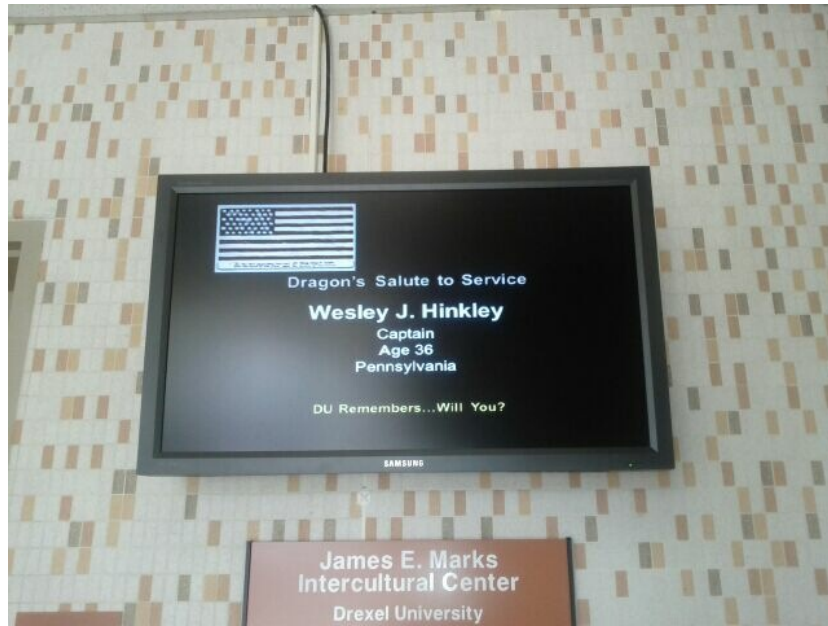 Dragon's Salute to Service
Wesley J. Hinkley
Captain
Age 36
Pennsylvania
DU Remembers...Will You?
SAMSUNG
James E. Marks
Intercultural Center
Drexel University